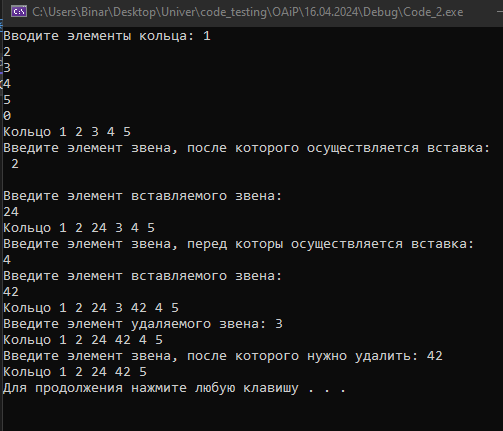 C:\Users\Binar\Desktop\Univer\code_testing\OAiP\16.04.2024\Debug\Code_2.exe
Вводите элементы кольца: 1
2
3
4
5
0
Кольцо 1 2 3 4 5
Введите элемент звена, после которого осуществляется вставка:
2
Введите элемент вставляемого звена:
24
Кольцо 1 2 24 3 4 5
Введите элемент звена, перед которы осуществляется вставка:
4
Введите элемент вставляемого звена:
42
Кольцо 1 2 24 3 42 4 5
Введите элемент удаляемого звена: 3
Кольцо 1 2 24 42 4 5
Введите элемент звена, после которого нужно удалить: 42
Кольцо 1 2 24 42 5
Для продолжения нажмите любую клавишу . . .